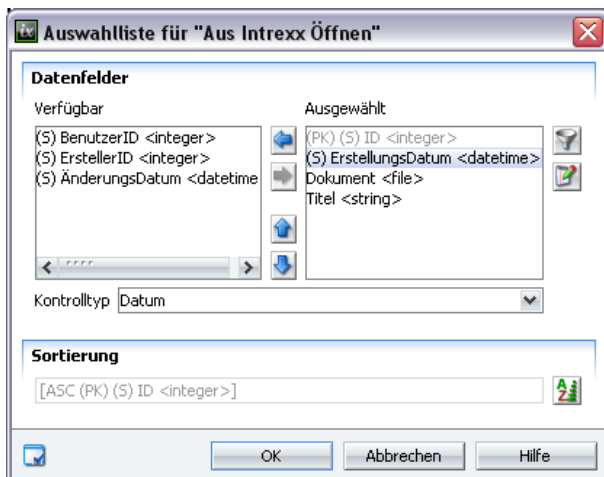 Auswahlliste für "Aus Intrexx Öffnen"
Datenfelder
Verfügbar
Ausgewählt
(S) BenutzerID <integer>
(S) ErstellerID <integer>
(S) ÄnderungsDatum <datetime
(PK) (S) ID <integer>
(S) ErstellungsDatum <datetime>
Dokument <file>
Titel <string>
Kontrolltyp Datum
Sortierung
[ASC (PK) (S) ID <integer>]
OK Abbrechen Hilfe